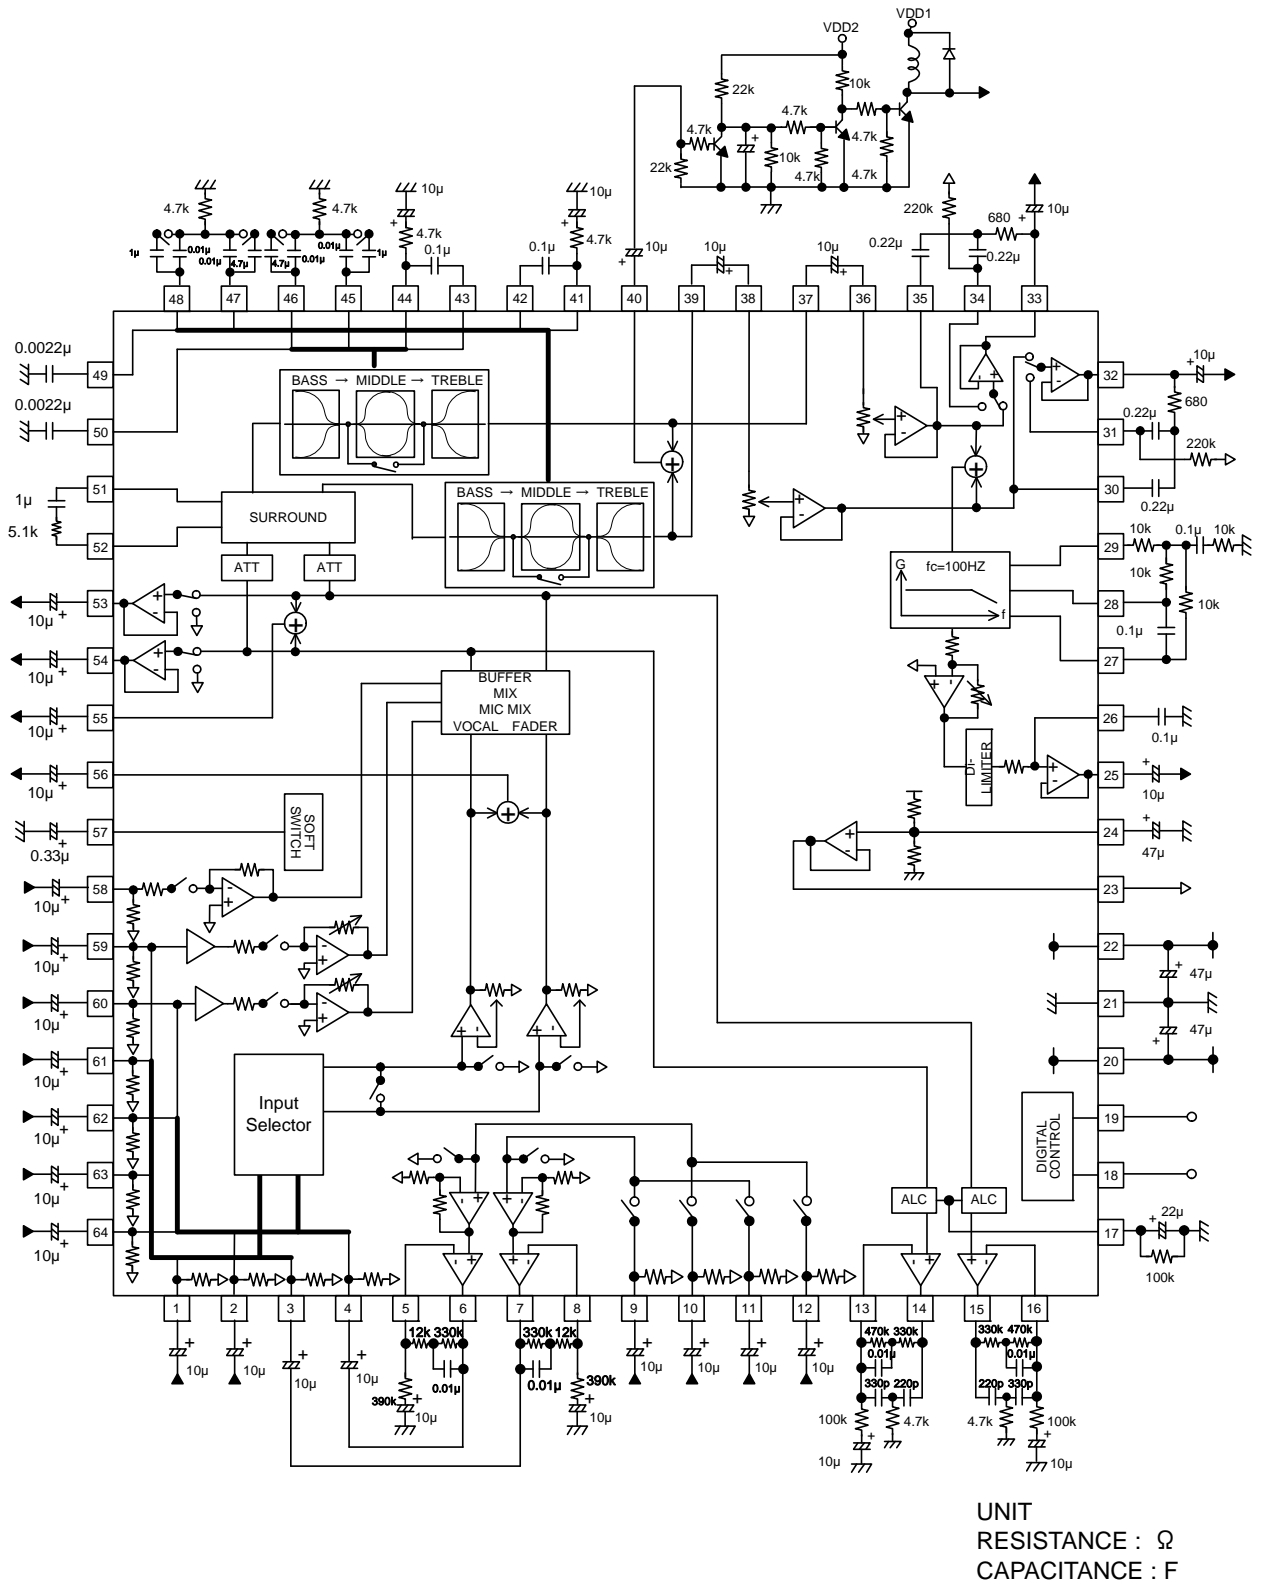 VDD1
VDD2
22k
10k
4.7k
4.7k
4.7k
22k
10k
4.7k
4.7k
4.7k
4.7k
10µ
10µ
1µ
0.01µ
0.01µ
4.7µ
4.7µ
0.01µ
0.01µ
1µ
4.7k
0.1µ
0.1µ
4.7k
10µ
10µ
10µ
0.22µ
220k
680
0.22µ
10µ
48
47
46
45
44
43
42
41
40
39
38
37
36
35
34
33
0.0022µ
49
0.0022µ
50
51
1µ
5.1k
52
53
10µ
54
10µ
55
10µ
56
10µ
57
0.33µ
58
10µ
59
10µ
60
10µ
61
10µ
62
10µ
63
10µ
64
10µ
BASS → MIDDLE → TREBLE
BASS → MIDDLE → TREBLE
SURROUND
ATT
ATT
BUFFER
MIX
MIC MIX
VOCAL FADER
SOFT
SWITCH
Input
Selector
G
fc=100HZ
f
DI-
LIMITER
DIGITAL
CONTROL
ALC
ALC
32
10µ
680
31
0.22µ
220k
30
0.22µ
29
10k
0.1µ
10k
10k
28
10k
0.1µ
27
26
0.1µ
25
10µ
24
47µ
23
22
47µ
21
47µ
20
19
18
17
22µ
100k
1
2
3
4
5
6
7
8
9
10
11
12
13
14
15
16
10µ
10µ
10µ
10µ
12k
330k
0.01µ
390k
10µ
330k
12k
0.01µ
390k
10µ
10µ
10µ
10µ
10µ
470k
330k
0.01µ
330p
220p
100k
4.7k
10µ
330k
470k
0.01µ
220p
330p
4.7k
100k
10µ
UNIT
RESISTANCE : Ω
CAPACITANCE : F